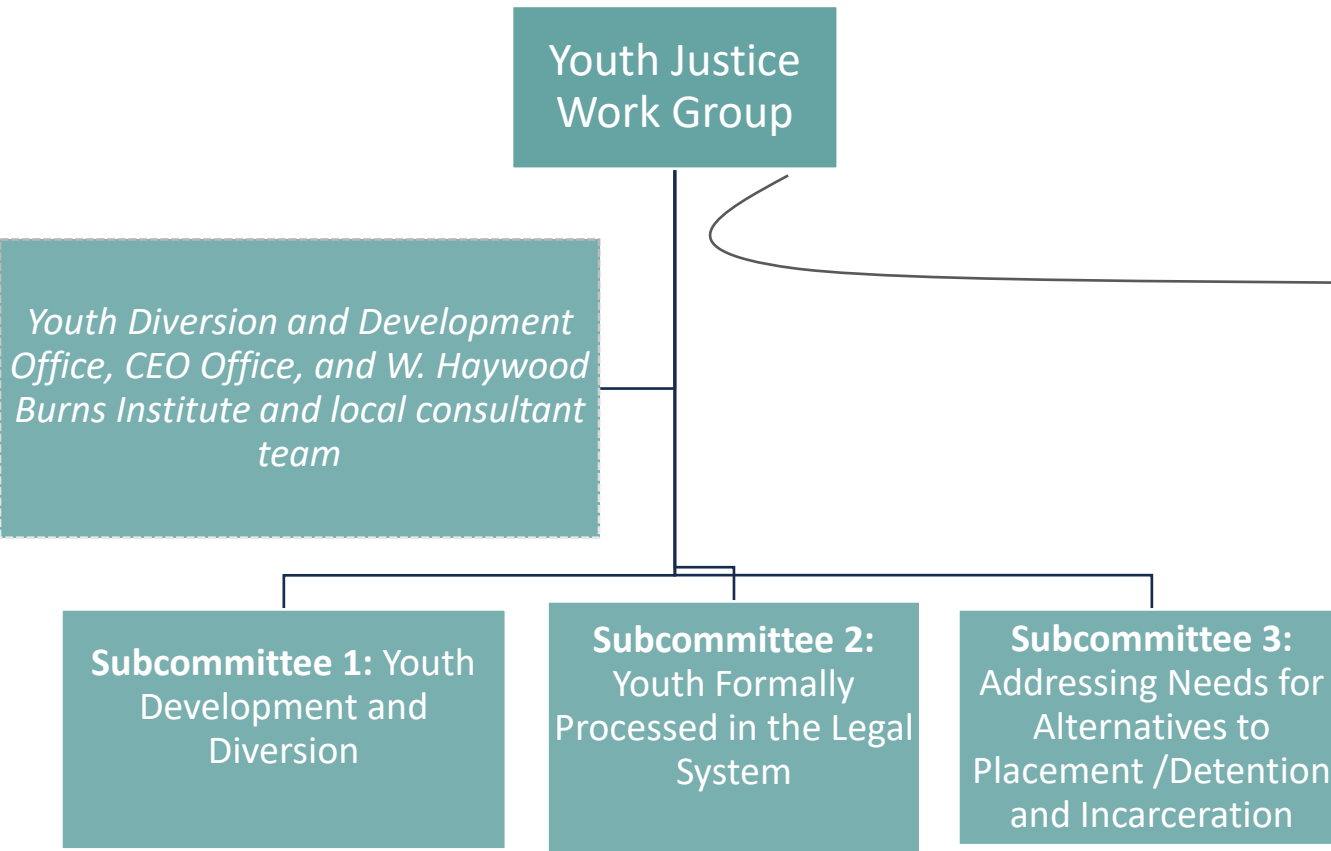 Youth Justice
Work Group
Youth Diversion and Development
Office, CEO Office, and W. Haywood
Burns Institute and local consultant
team
Subcommittee 1: Youth
Development and
Diversion
Subcommittee 2:
Youth Formally
Processed in the Legal
System
Subcommittee 3:
Addressing Needs for
Alternatives to
Placement /Detention
and Incarceration